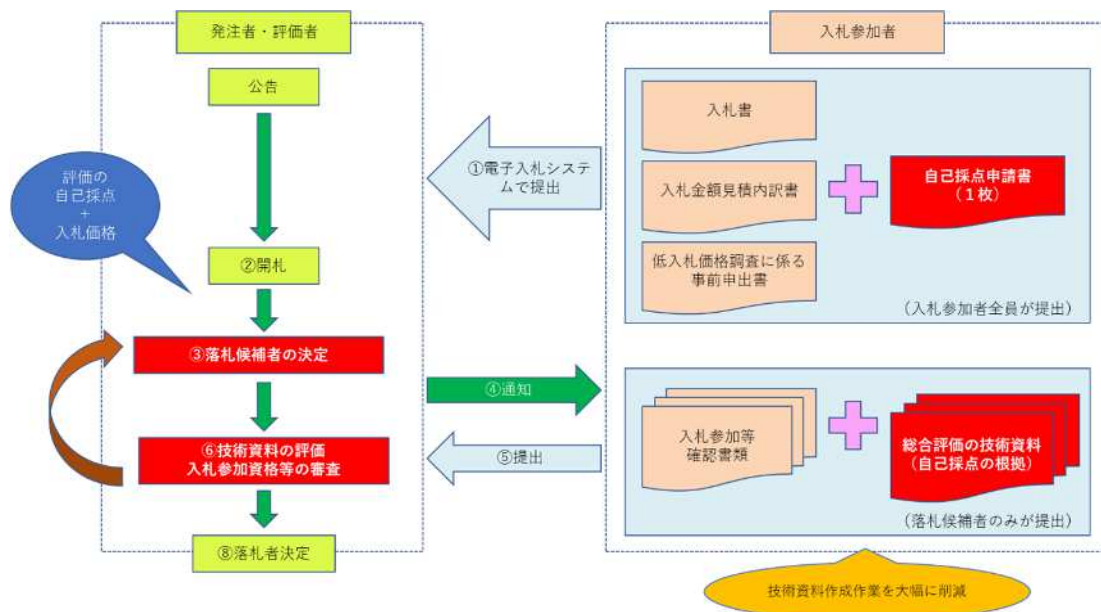 発注者・評価者
公告
評価の
自己採点
+
入札価格
②開札
③落札候補者の決定
⑥技術資料の評価
入札参加資格等の審査
⑧落札者決定
①電子入札システ
ムで提出
④通知
⑤提出
入札参加者
入札書
入札金額見積内訳書
低入札価格調査に係る
事前申出書
自己採点申請書
(1枚)
(入札参加者全員が提出)
入札参加等
確認書類
総合評価の技術資料
(自己採点の根拠)
(落札候補者のみが提出)
技術資料作成作業を大幅に削減